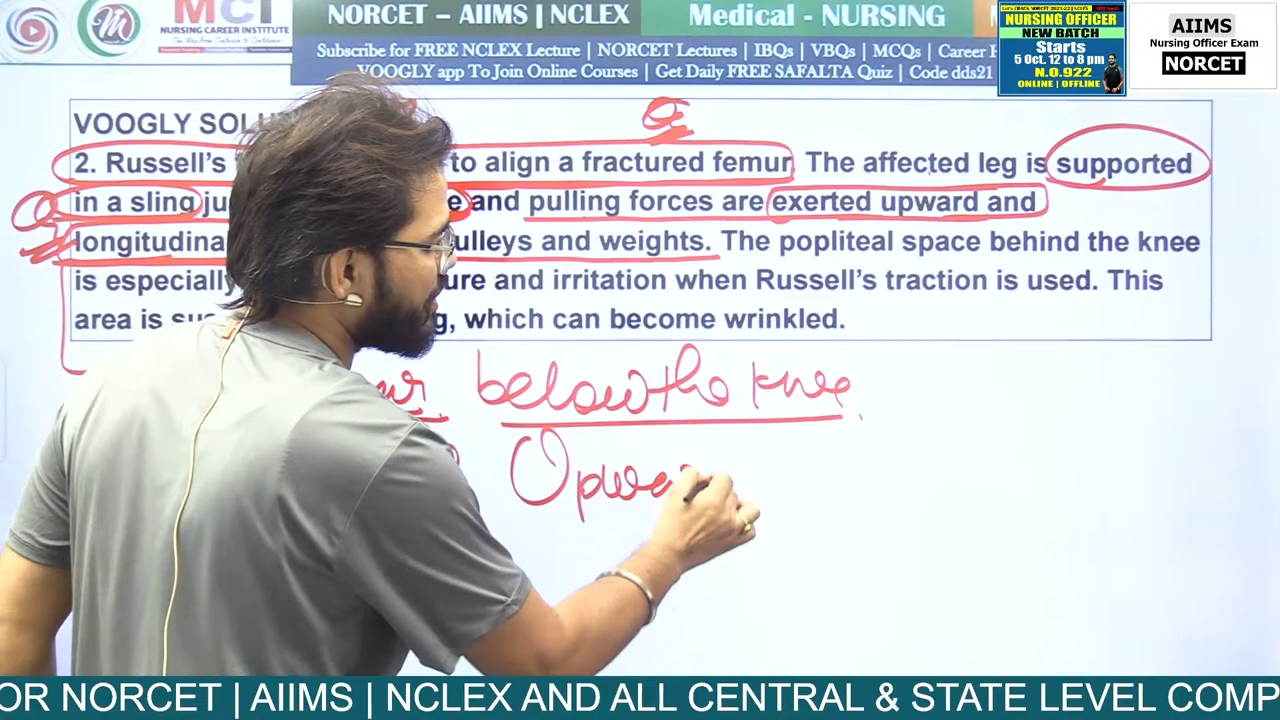 MCI
NURSING CAREER INSTITUTE
NORCET – AIIMS | NCLEX
Medical - NURSING
Subscribe for FREE NCLEX Lecture | NORCET Lectures | IBQs | VBQs | MCQs | Career
VOOGLY app To Join Online Courses | Get Daily FREE SAFALTA Quiz | Code dds21
NURSING OFFICER
NEW BATCH
Starts
5 Oct. 12 to 8 pm
N.O.922
ONLINE | OFFLINE
AIIMS
Nursing Officer Exam
NORCET
VOOGLY SOLU
2. Russell’s to align a fractured femur. The affected leg is supported
in a sling ju e and pulling forces are exerted upward and
longitudina ulleys and weights. The popliteal space behind the knee
is especially ure and irritation when Russell’s traction is used. This
area is su g, which can become wrinkled.
below the knee.
Upwa
OR NORCET | AIIMS | NCLEX AND ALL CENTRAL & STATE LEVEL COMP